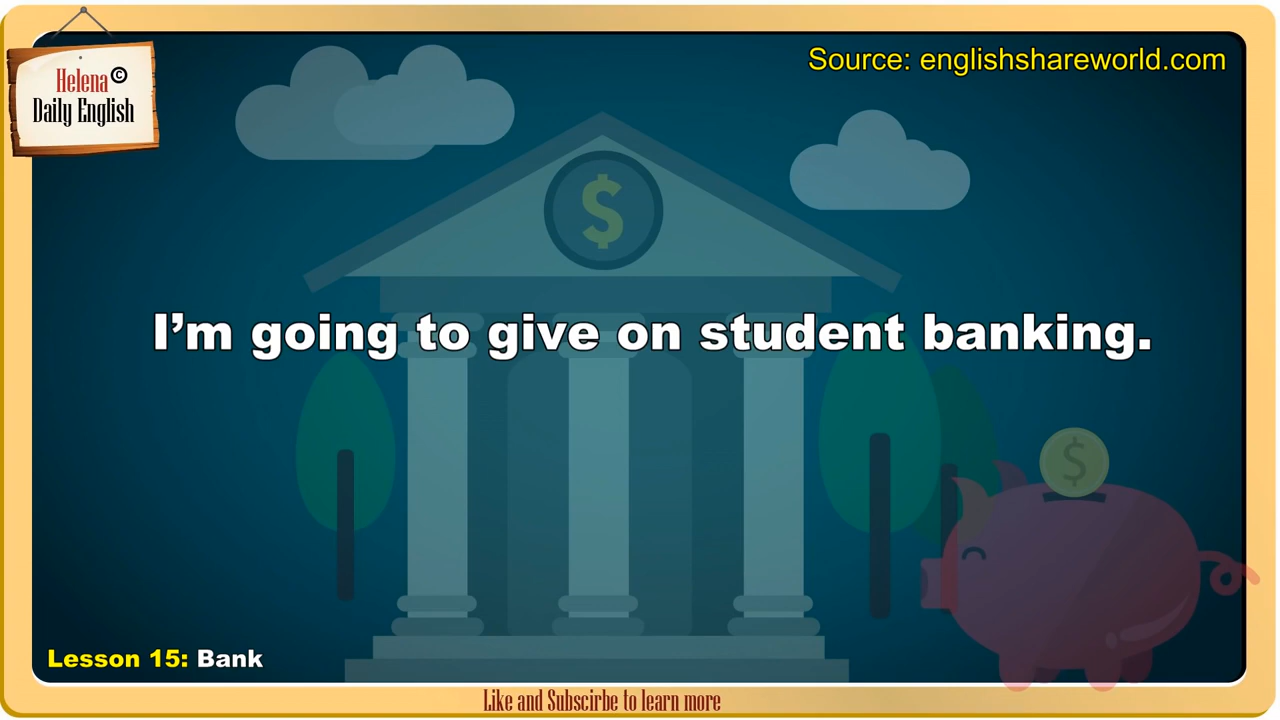 Helena ©
Daily English
Source: englishshareworld.com
$
I’m going to give on student banking.
$
Lesson 15: Bank
Like and Subscirbe to learn more